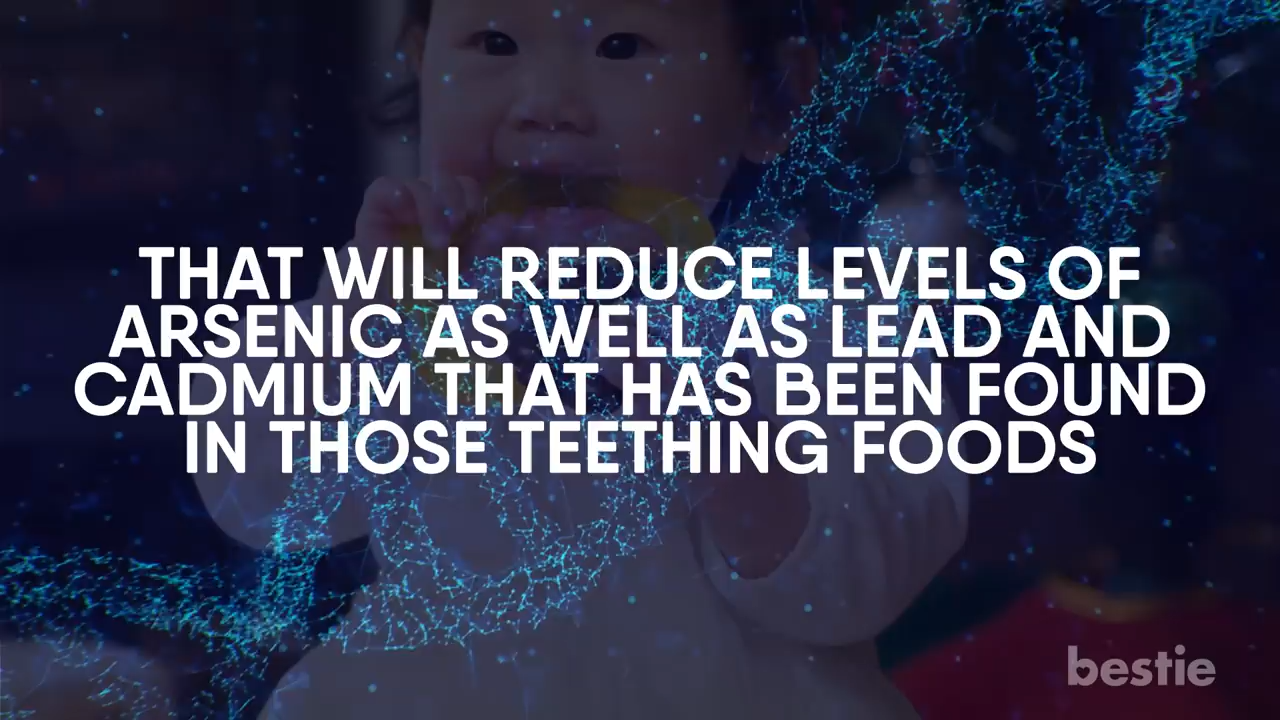 THAT WILL REDUCE LEVELS OF
ARSENIC AS WELL AS LEAD AND
CADMIUM THAT HAS BEEN FOUND
IN THOSE TEETHING FOODS
bestie